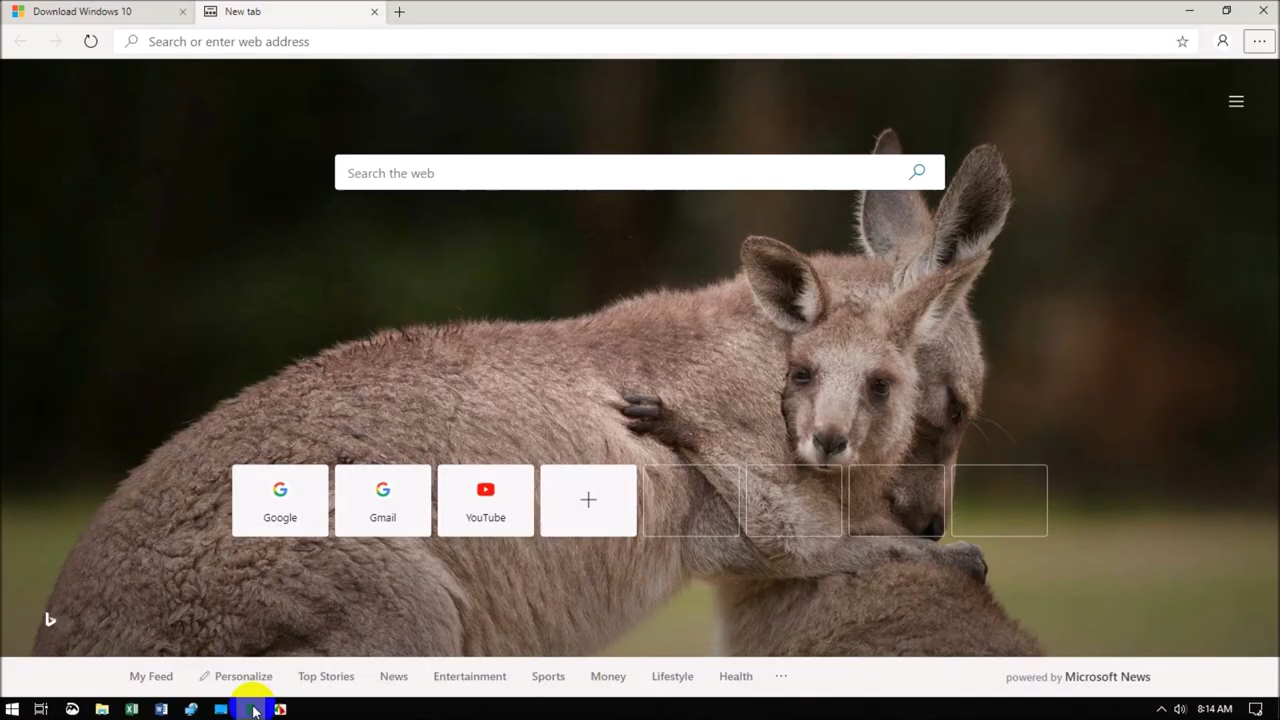 Download Windows 10
New tab
Search or enter web address
Search the web
Google
Gmail
YouTube
My Feed
Personalize
Top Stories
News
Entertainment
Sports
Money
Lifestyle
Health
powered by Microsoft News
8:14 AM